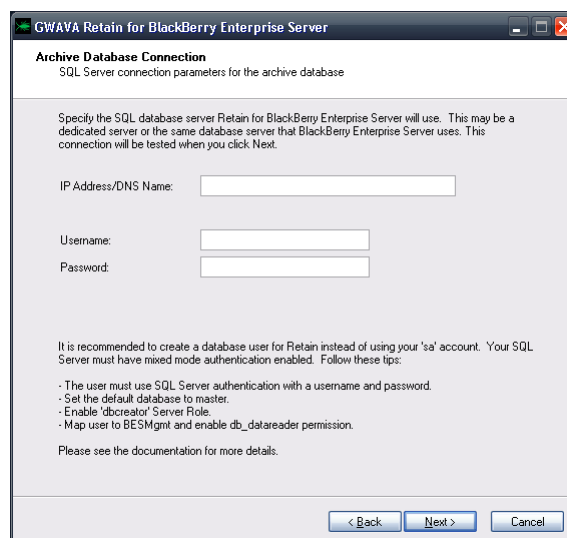 GWAVA Retain for BlackBerry Enterprise Server
Archive Database Connection
SQL Server connection parameters for the archive database
Specify the SQL database server Retain for BlackBerry Enterprise Server will use. This may be a
dedicated server or the same database server that BlackBerry Enterprise Server uses. This
connection will be tested when you click Next.
IP Address/DNS Name:
Username:
Password:
It is recommended to create a database user for Retain instead of using your 'sa' account. Your SQL
Server must have mixed mode authentication enabled. Follow these tips:
- The user must use SQL Server authentication with a username and password.
- Set the default database to master.
- Enable 'dbcreator' Server Role.
- Map user to BESMgmt and enable db_datareader permission.
Please see the documentation for more details.
< Back Next > Cancel